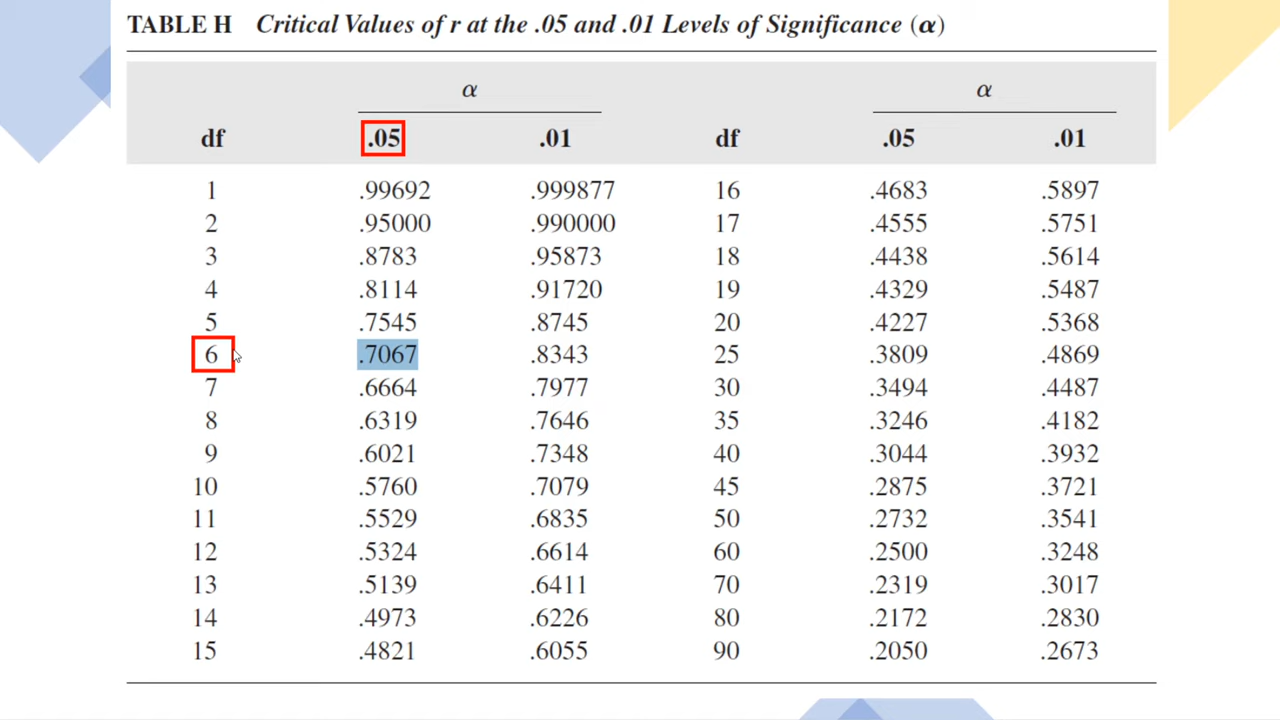 TABLE H Critical Values of r at the .05 and .01 Levels of Significance (α)
α α
df .05 .01 df .05 .01
1 .99692 .999877 16 .4683 .5897
2 .95000 .990000 17 .4555 .5751
3 .8783 .95873 18 .4438 .5614
4 .8114 .91720 19 .4329 .5487
5 .7545 .8745 20 .4227 .5368
6 .7067 .8343 25 .3809 .4869
7 .6664 .7977 30 .3494 .4487
8 .6319 .7646 35 .3246 .4182
9 .6021 .7348 40 .3044 .3932
10 .5760 .7079 45 .2875 .3721
11 .5529 .6835 50 .2732 .3541
12 .5324 .6614 60 .2500 .3248
13 .5139 .6411 70 .2319 .3017
14 .4973 .6226 80 .2172 .2830
15 .4821 .6055 90 .2050 .2673